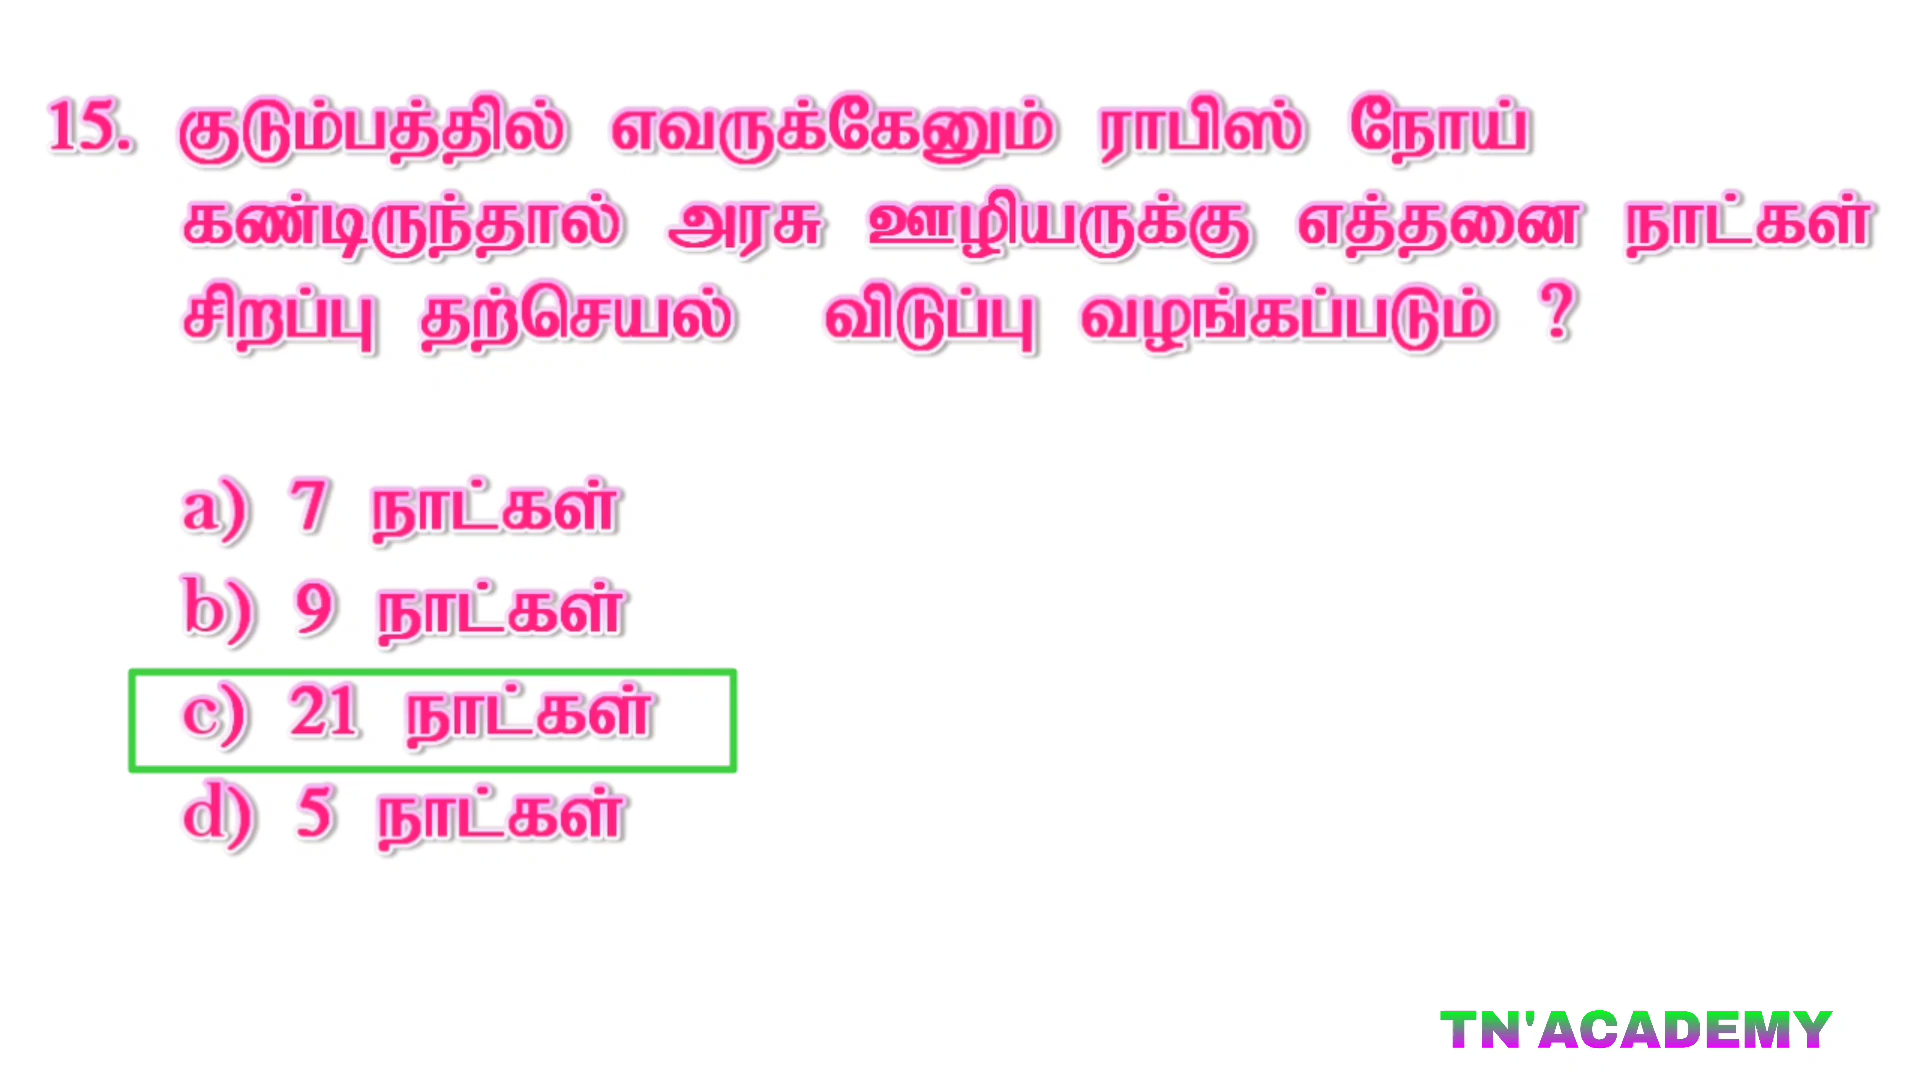 15. குடும்பத்தில் எவருக்கேனும் ராபிஸ் நோய்
கண்டிருந்தால் அரசு ஊழியருக்கு எத்தனை நாட்கள்
சிறப்பு தற்செயல் விடுப்பு வழங்கப்படும் ?
a) 7 நாட்கள்
b) 9 நாட்கள்
c) 21 நாட்கள்
d) 5 நாட்கள்
TN'ACADEMY